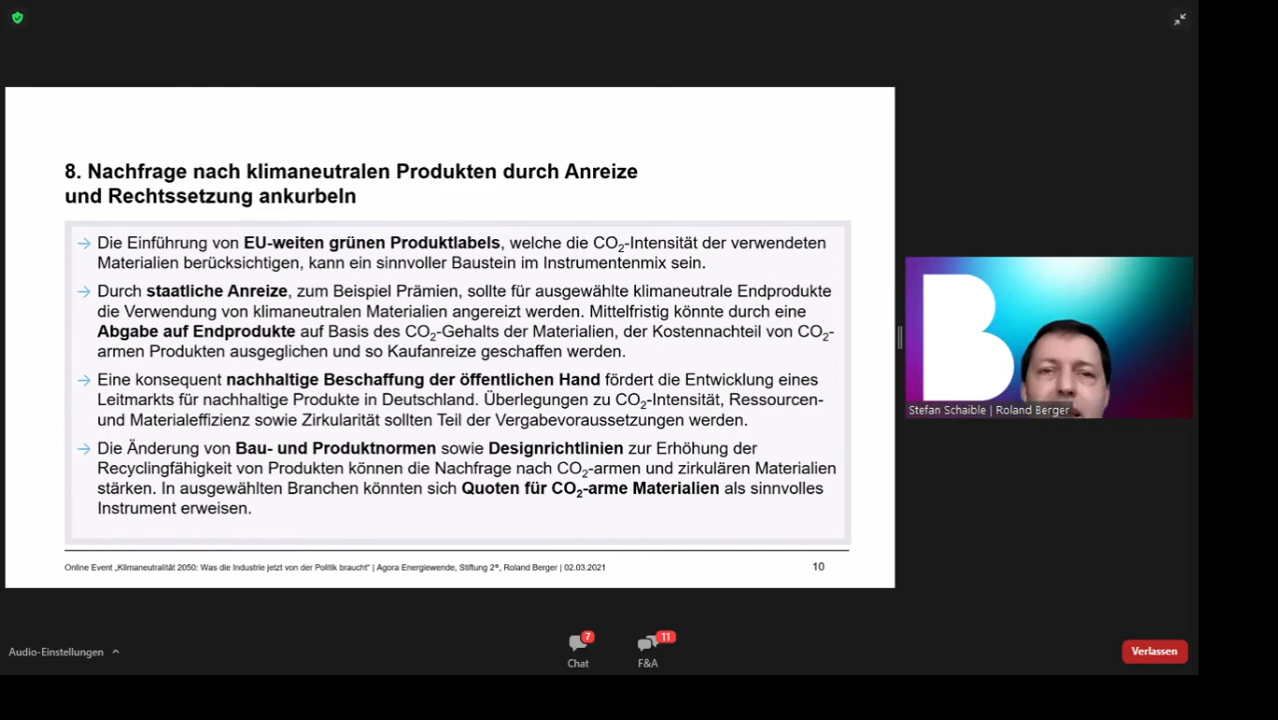 8. Nachfrage nach klimaneutralen Produkten durch Anreize
und Rechtssetzung ankurbeln
→ Die Einführung von EU-weiten grünen Produktlabels, welche die CO₂-Intensität der verwendeten
Materialien berücksichtigen, kann ein sinnvoller Baustein im Instrumentenmix sein.
→ Durch staatliche Anreize, zum Beispiel Prämien, sollte für ausgewählte klimaneutrale Endprodukte
die Verwendung von klimaneutralen Materialien angereizt werden. Mittelfristig könnte durch eine
Abgabe auf Endprodukte auf Basis des CO₂-Gehalts der Materialien, der Kostennachteil von CO₂-
armen Produkten ausgeglichen und so Kaufanreize geschaffen werden.
→ Eine konsequent nachhaltige Beschaffung der öffentlichen Hand fördert die Entwicklung eines
Leitmarkts für nachhaltige Produkte in Deutschland. Überlegungen zu CO₂-Intensität, Ressourcen-
und Materialeffizienz sowie Zirkularität sollten Teil der Vergabevoraussetzungen werden.
→ Die Änderung von Bau- und Produktnormen sowie Designrichtlinien zur Erhöhung der
Recyclingfähigkeit von Produkten können die Nachfrage nach CO₂-armen und zirkulären Materialien
stärken. In ausgewählten Branchen könnten sich Quoten für CO₂-arme Materialien als sinnvolles
Instrument erweisen.
Online Event „Klimaneutralität 2050: Was die Industrie jetzt von der Politik braucht" | Agora Energiewende, Stiftung 2°, Roland Berger | 02.03.2021
10
B
Stefan Schaible | Roland Berger
Audio-Einstellungen
7
Chat
11
F&A
Verlassen